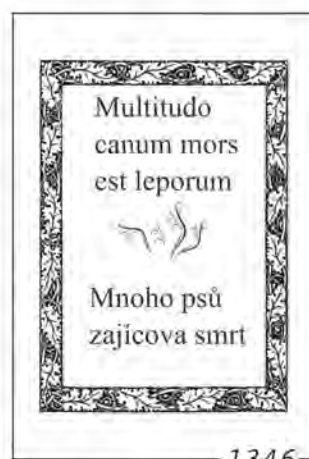 Multitudo
canum mors
est leporum
Mnoho psů
zajícova smrt
1346